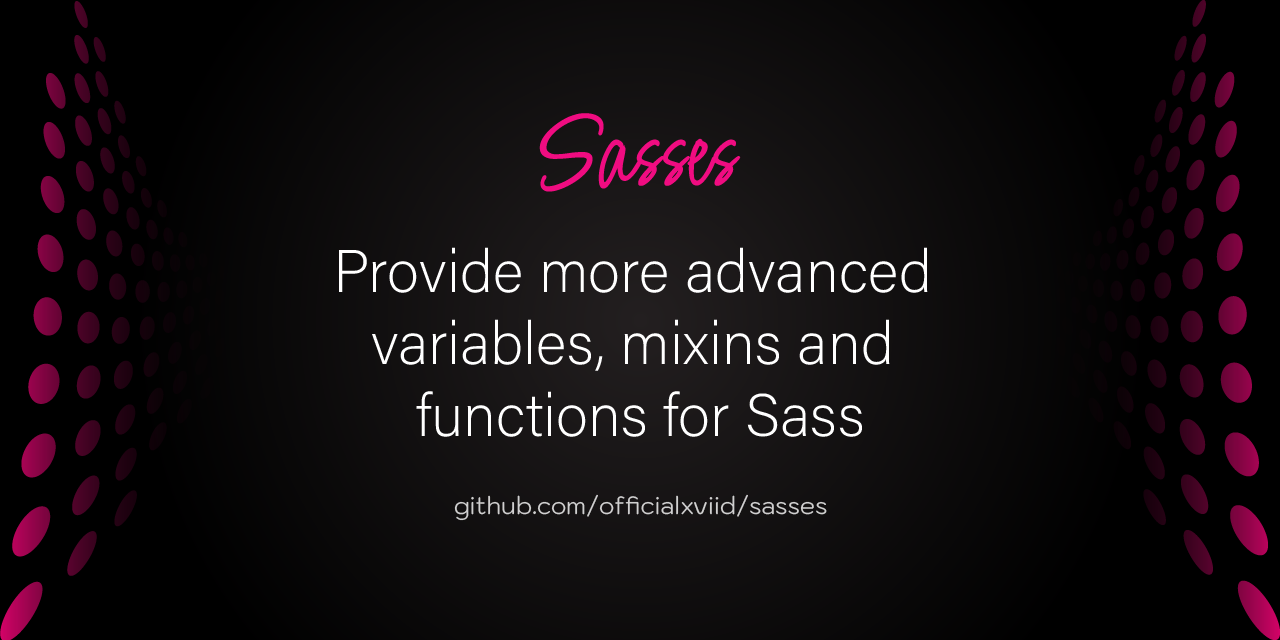 Sasses
Provide more advanced
variables, mixins and
functions for Sass
github.com/officialxviid/sasses